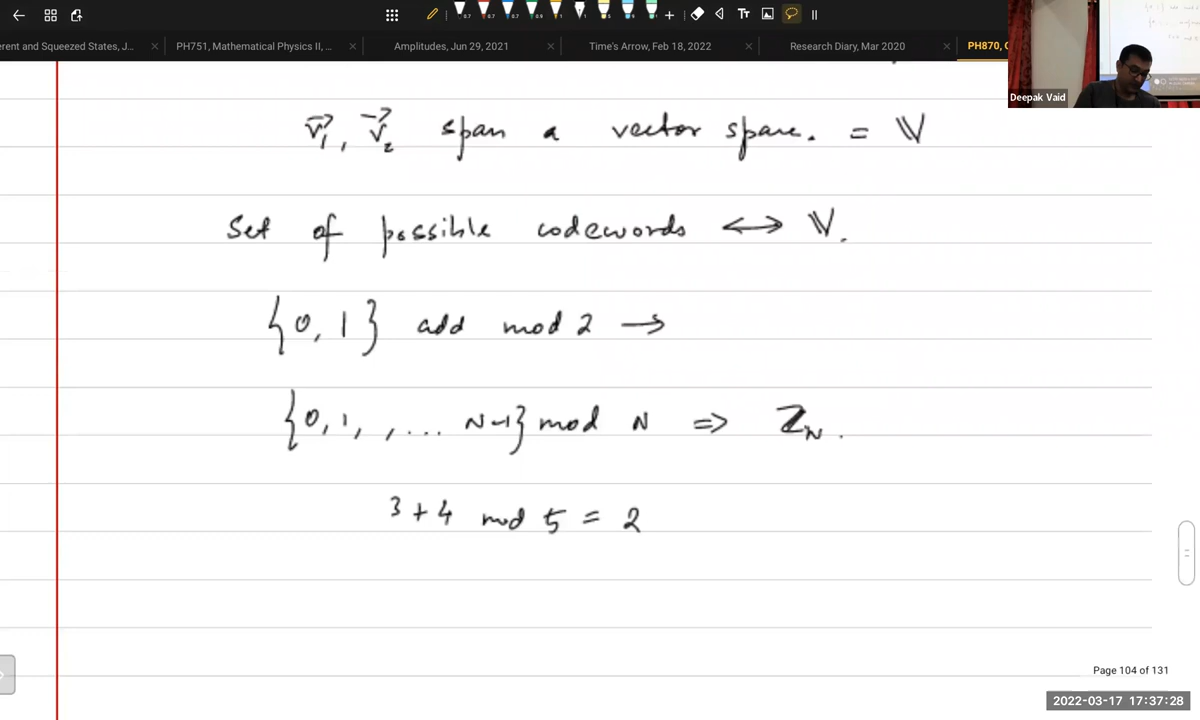 erent and Squeezed States, J... PH751, Mathematical Physics II, ... Amplitudes, Jun 29, 2021 Time's Arrow, Feb 18, 2022 Research Diary, Mar 2020 PH870,
Deepak Vaid
v⃗₁, v⃗₂ span a vector space. = 𝕍
Set of possible codewords ↔ 𝕍.
{0, 1} add mod 2 →
{0, 1, , ... N-1} mod N ⇒ ℤ_N.
3 + 4 mod 5 = 2
Page 104 of 131
2022-03-17 17:37:28